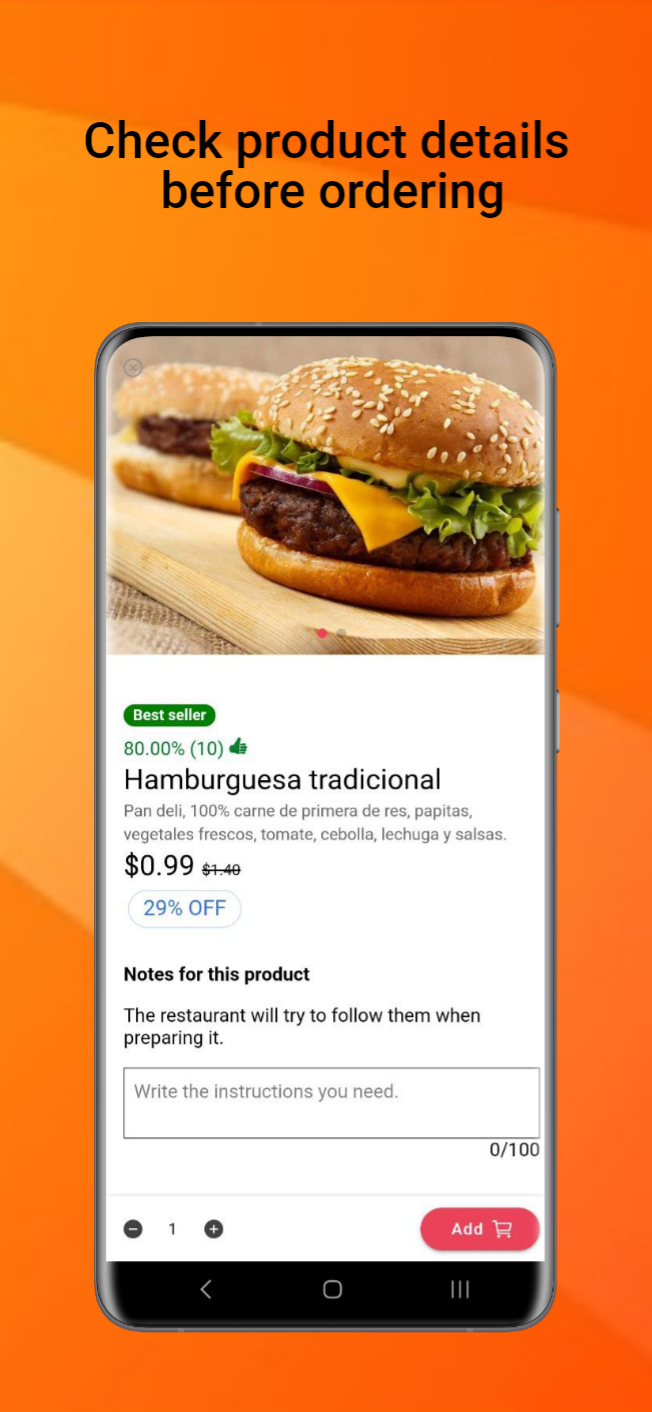 Check product details
before ordering
Best seller
80.00% (10)
Hamburguesa tradicional
Pan deli, 100% carne de primera de res, papitas,
vegetales frescos, tomate, cebolla, lechuga y salsas.
$0.99 $1.40
29% OFF
Notes for this product
The restaurant will try to follow them when
preparing it.
Write the instructions you need.
0/100
1
Add